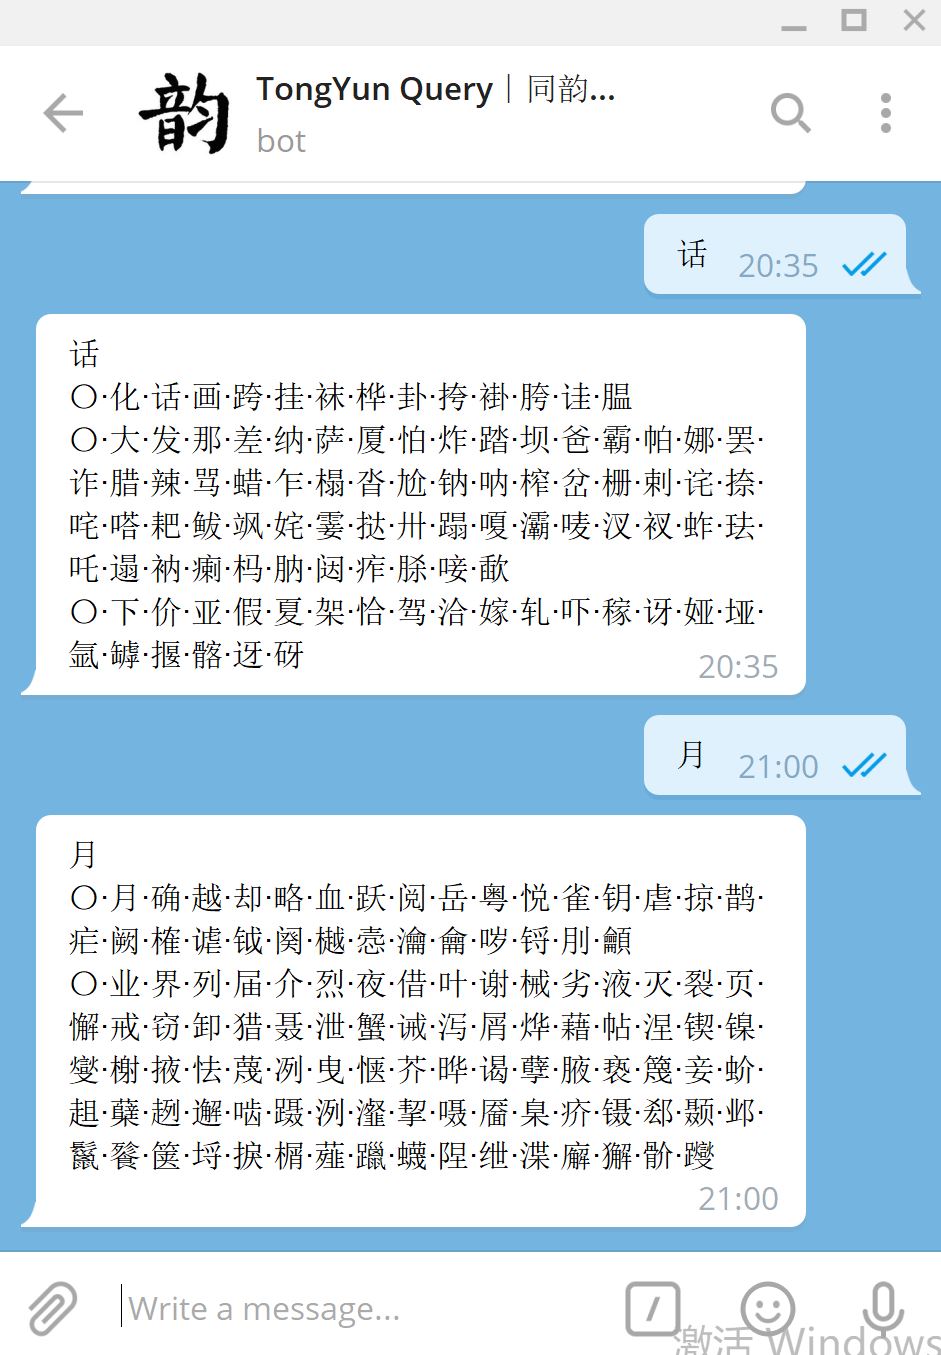 TongYun Query｜同韵...
bot
韵
话 20:35
话
〇·化·话·画·跨·挂·袜·桦·卦·挎·褂·胯·诖·腽
〇·大·发·那·差·纳·萨·厦·怕·炸·踏·坝·爸·霸·帕·娜·罢·
诈·腊·辣·骂·蜡·乍·榻·沓·尬·钠·呐·榨·岔·栅·刺·诧·捺·
咤·嗒·耙·鲅·飒·姹·霎·挞·卅·蹋·嗄·灞·唛·汊·衩·蚱·珐·
吒·遢·衲·瘌·杩·肭·闼·痄·脎·唼·歃
〇·下·价·亚·假·夏·架·恰·驾·洽·嫁·轧·吓·稼·讶·娅·垭·
氩·罅·揠·髂·迓·砑
20:35
月 21:00
月
〇·月·确·越·却·略·血·跃·阅·岳·粤·悦·雀·钥·虐·掠·鹊·
疟·阙·榷·谑·钺·阕·樾·悫·瀹·龠·哕·锊·刖·籲
〇·业·界·列·届·介·烈·夜·借·叶·谢·械·劣·液·灭·裂·页·
懈·戒·窃·卸·猎·聂·泄·蟹·诫·泻·屑·烨·藉·帖·涅·锲·镍·
燮·榭·掖·怯·蔑·冽·曳·惬·芥·晔·谒·孽·腋·亵·篾·妾·蚧·
趄·蘖·趔·邂·啮·蹑·洌·瀣·挈·嗫·靥·臬·疥·镊·郄·颞·邺·
鬣·餮·箧·埒·捩·榍·薤·躐·蠛·陧·绁·渫·廨·獬·骱·躞
21:00
Write a message...
激活 Windows